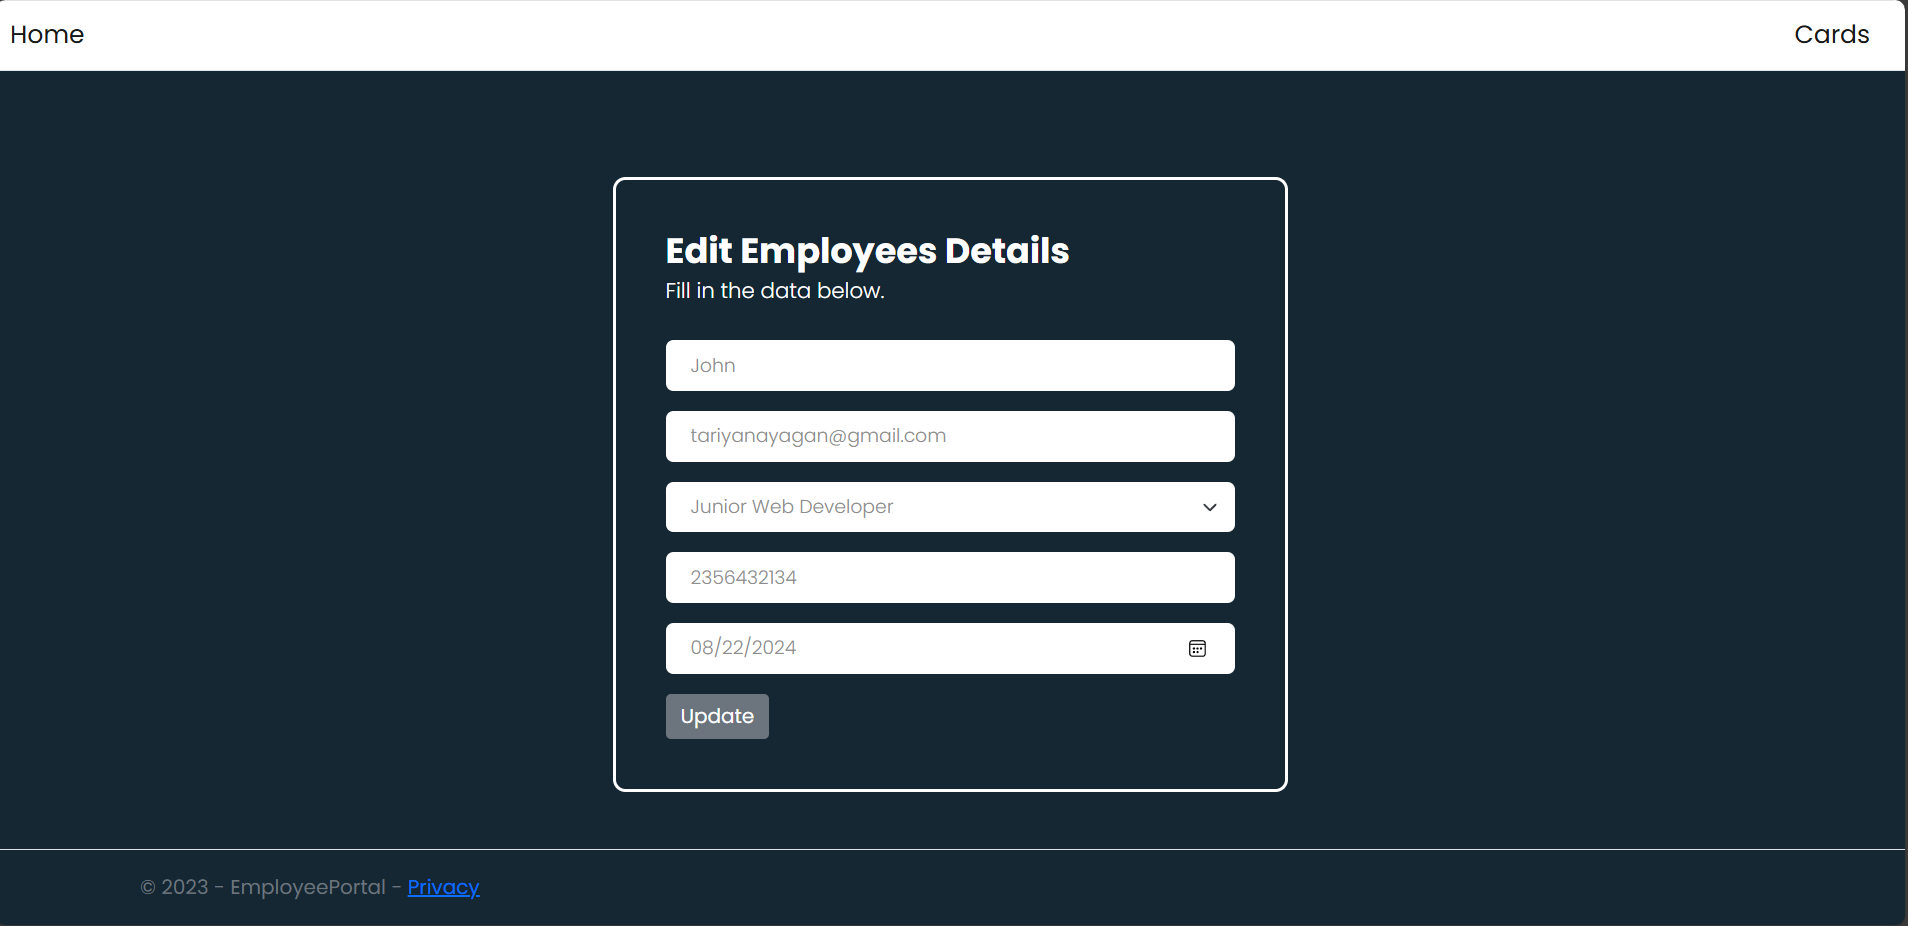 Home
Cards
Edit Employees Details
Fill in the data below.
John
tariyanayagan@gmail.com
Junior Web Developer
2356432134
08/22/2024
Update
© 2023 - EmployeePortal - Privacy